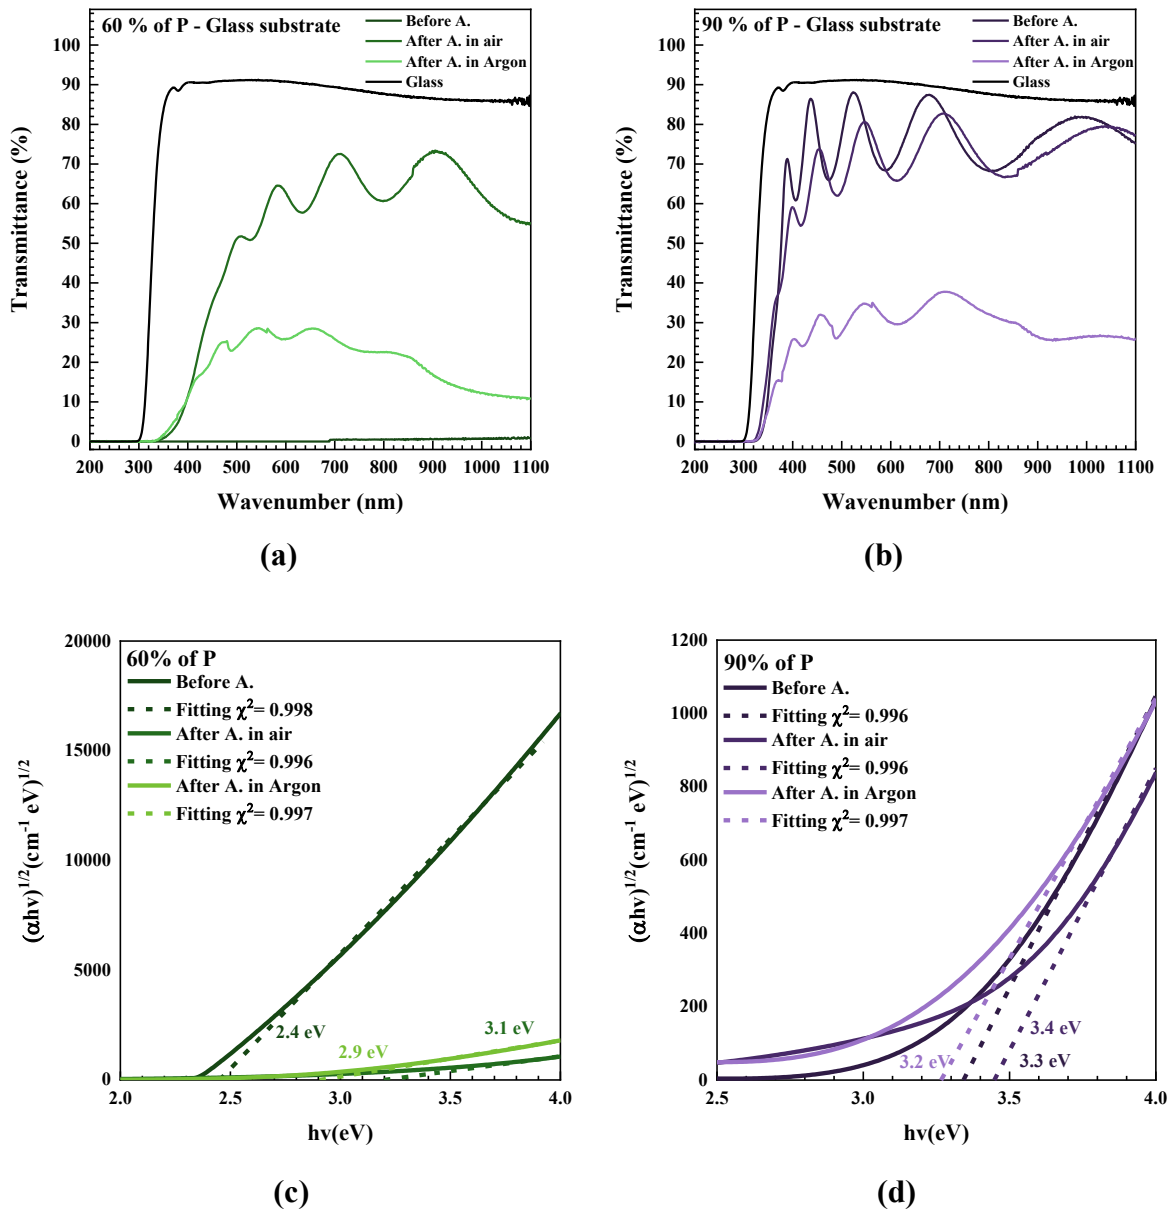 60 % of P - Glass substrate
Before A.
After A. in air
After A. in Argon
Glass
100
90
80
70
60
50
40
30
20
10
0
Transmittance (%)
200 300 400 500 600 700 800 900 1000 1100
Wavenumber (nm)
(a)
90 % of P - Glass substrate
Before A.
After A. in air
After A. in Argon
Glass
100
90
80
70
60
50
40
30
20
10
0
Transmittance (%)
200 300 400 500 600 700 800 900 1000 1100
Wavenumber (nm)
(b)
20000
15000
10000
5000
0
(αhν)^1/2(cm^-1 eV)^1/2
60% of P
Before A.
Fitting χ²= 0.998
After A. in air
Fitting χ²= 0.996
After A. in Argon
Fitting χ²= 0.997
2.4 eV
2.9 eV
3.1 eV
2.0 2.5 3.0 3.5 4.0
hν(eV)
(c)
1200
1000
800
600
400
200
0
(αhν)^1/2(cm^-1 eV)^1/2
90% of P
Before A.
Fitting χ²= 0.996
After A. in air
Fitting χ²= 0.996
After A. in Argon
Fitting χ²= 0.997
3.4 eV
3.2 eV
3.3 eV
2.5 3.0 3.5 4.0
hν(eV)
(d)